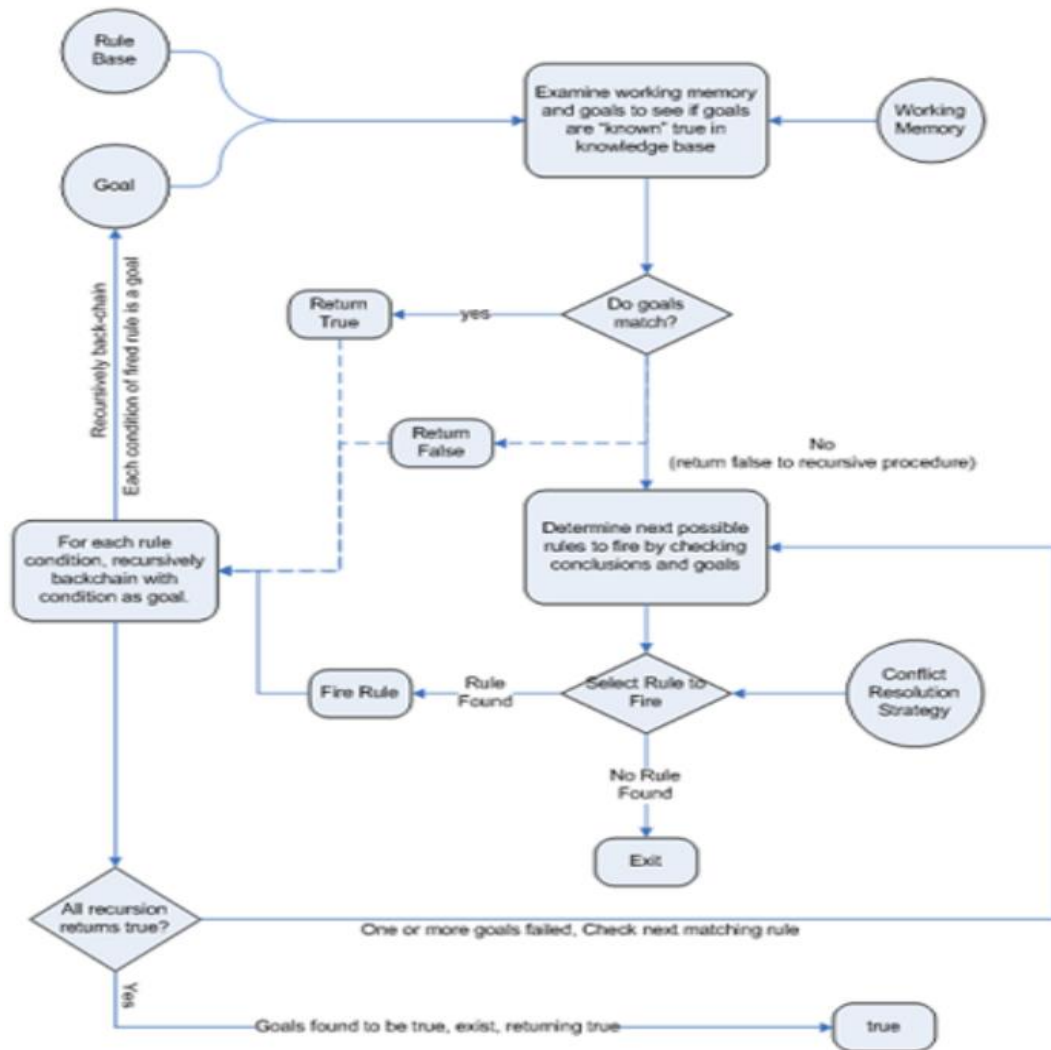 Rule
Base
Examine working memory
and goals to see if goals
are "known" true in
knowledge base
Working
Memory
Goal
Recursively back-chain
Each condition of fired rule is a goal
Return
True
yes
Do goals
match?
Return
False
No
(return false to recursive procedure)
For each rule
condition, recursively
backchain with
condition as goal.
Determine next possible
rules to fire by checking
conclusions and goals
Fire Rule
Rule
Found
Select Rule to
Fire
Conflict
Resolution
Strategy
No Rule
Found
Exit
All recursion
returns true?
One or more goals failed, Check next matching rule
Yes
Goals found to be true, exist, returning true
true